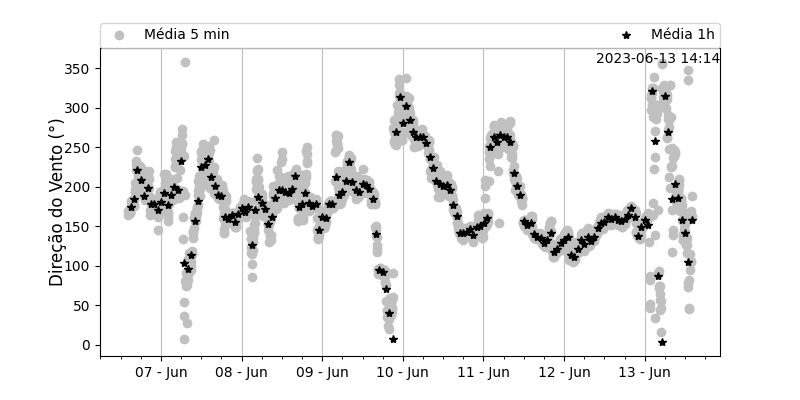 Média 5 min
Média 1h
2023-06-13 14:14
Direção do Vento (°)
350
300
250
200
150
100
50
0
07 - Jun
08 - Jun
09 - Jun
10 - Jun
11 - Jun
12 - Jun
13 - Jun